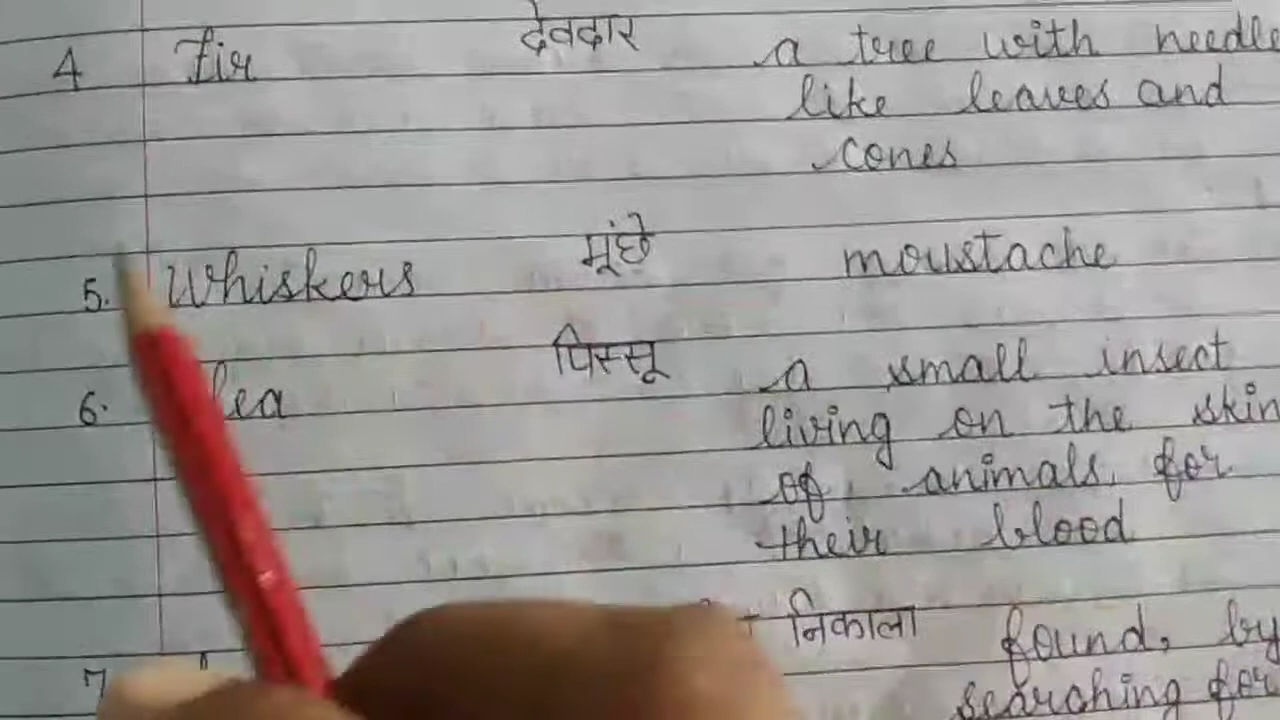 4 Fir देवदार a tree with needle
like leaves and
cones
5. Whiskers मूंछे moustache
6. lea पिस्सू a small insect
living on the skin
of animals, for
their blood
7 निकाला found, by
searching for